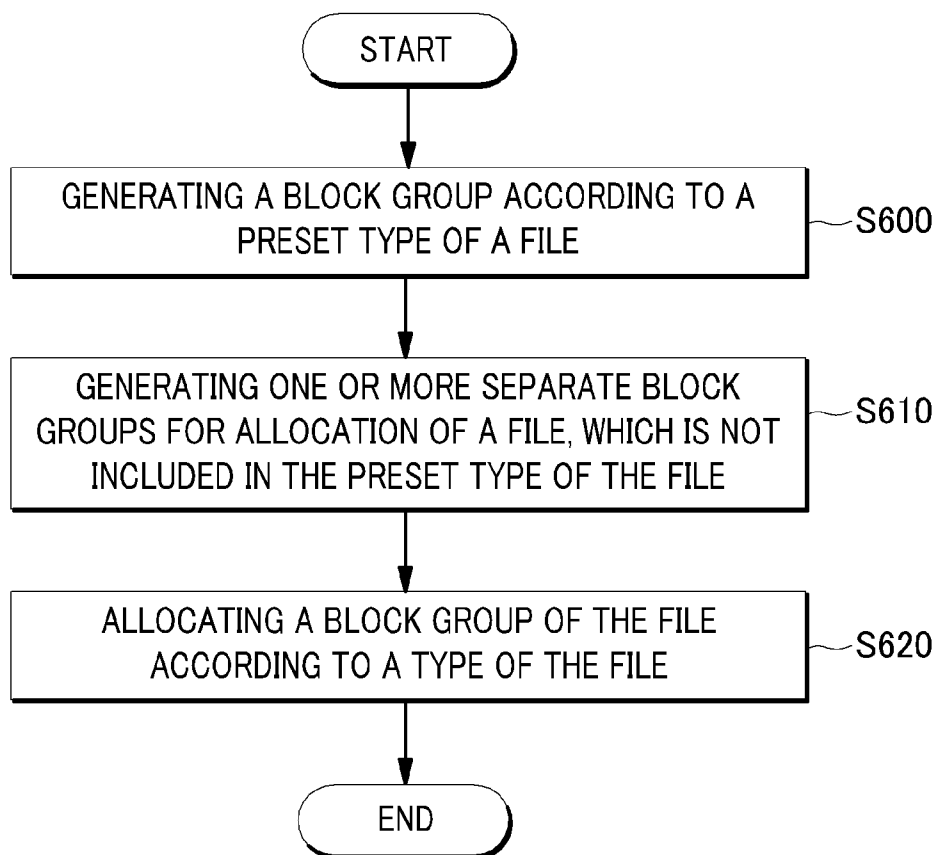 START
GENERATING A BLOCK GROUP ACCORDING TO A
PRESET TYPE OF A FILE
S600
GENERATING ONE OR MORE SEPARATE BLOCK
GROUPS FOR ALLOCATION OF A FILE, WHICH IS NOT
INCLUDED IN THE PRESET TYPE OF THE FILE
S610
ALLOCATING A BLOCK GROUP OF THE FILE
ACCORDING TO A TYPE OF THE FILE
S620
END